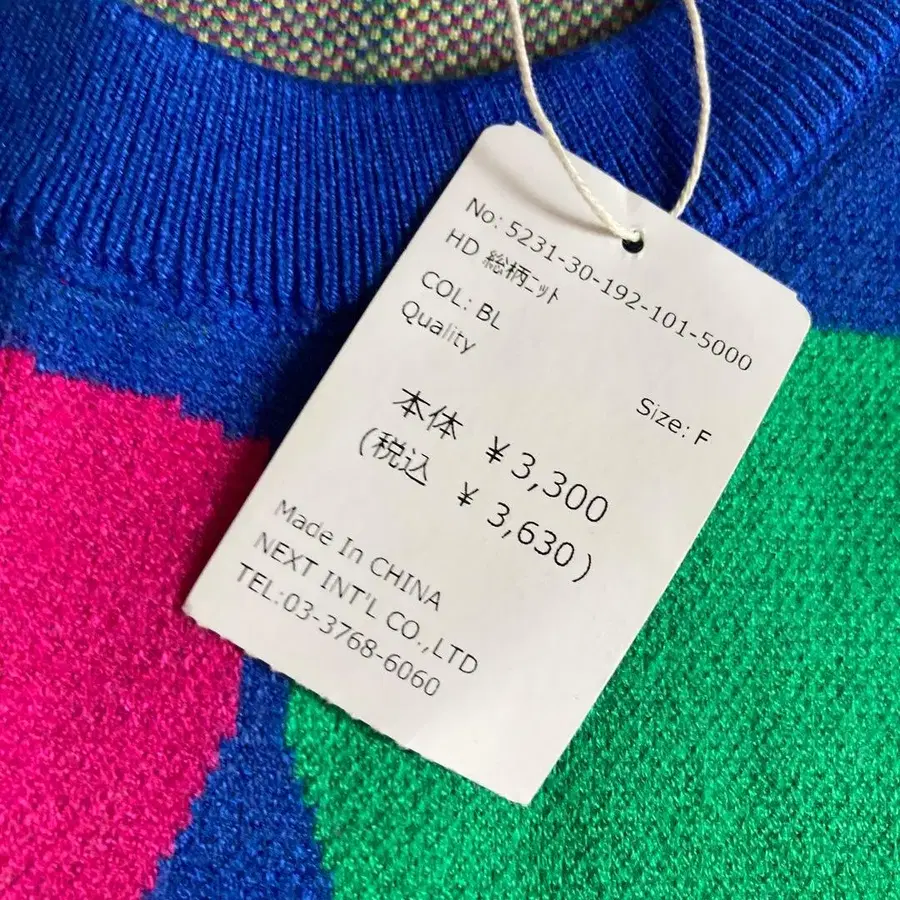 No: 5231-30-192-101-5000
HD 総柄ﾆｯﾄ
COL: BL
Quality
Size: F
本体 ¥3,300
(税込 ¥ 3,630)
Made In CHINA
NEXT INT'L CO.,LTD
TEL:03-3768-6060